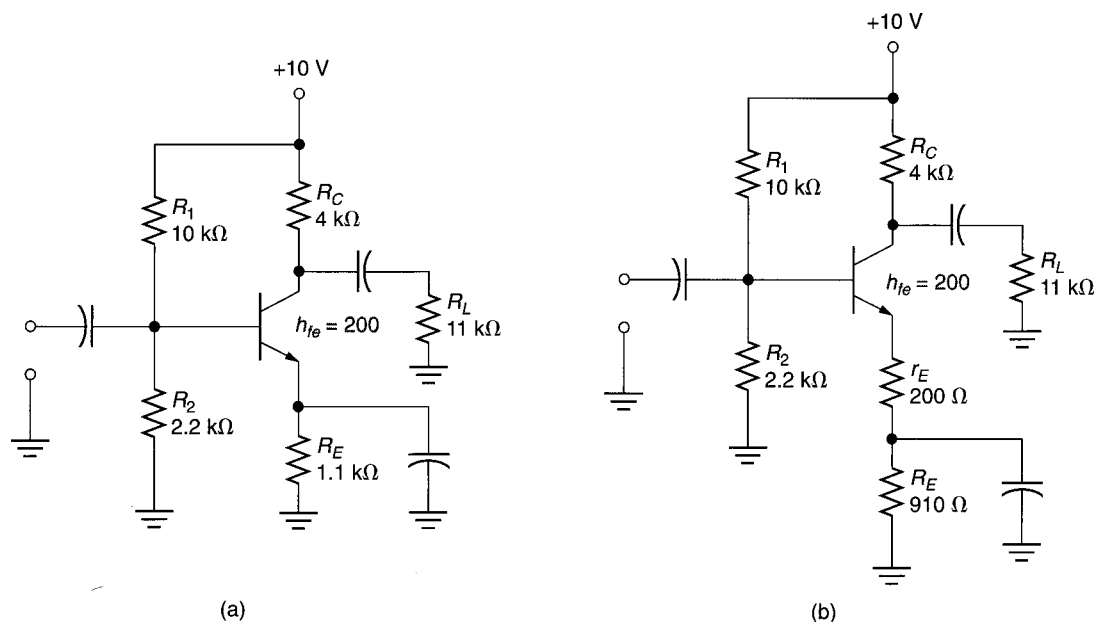 +10 V
R1
10 kΩ
RC
4 kΩ
RL
11 kΩ
hfe = 200
R2
2.2 kΩ
RE
1.1 kΩ
(a)
+10 V
R1
10 kΩ
RC
4 kΩ
RL
11 kΩ
hfe = 200
R2
2.2 kΩ
rE
200 Ω
RE
910 Ω
(b)